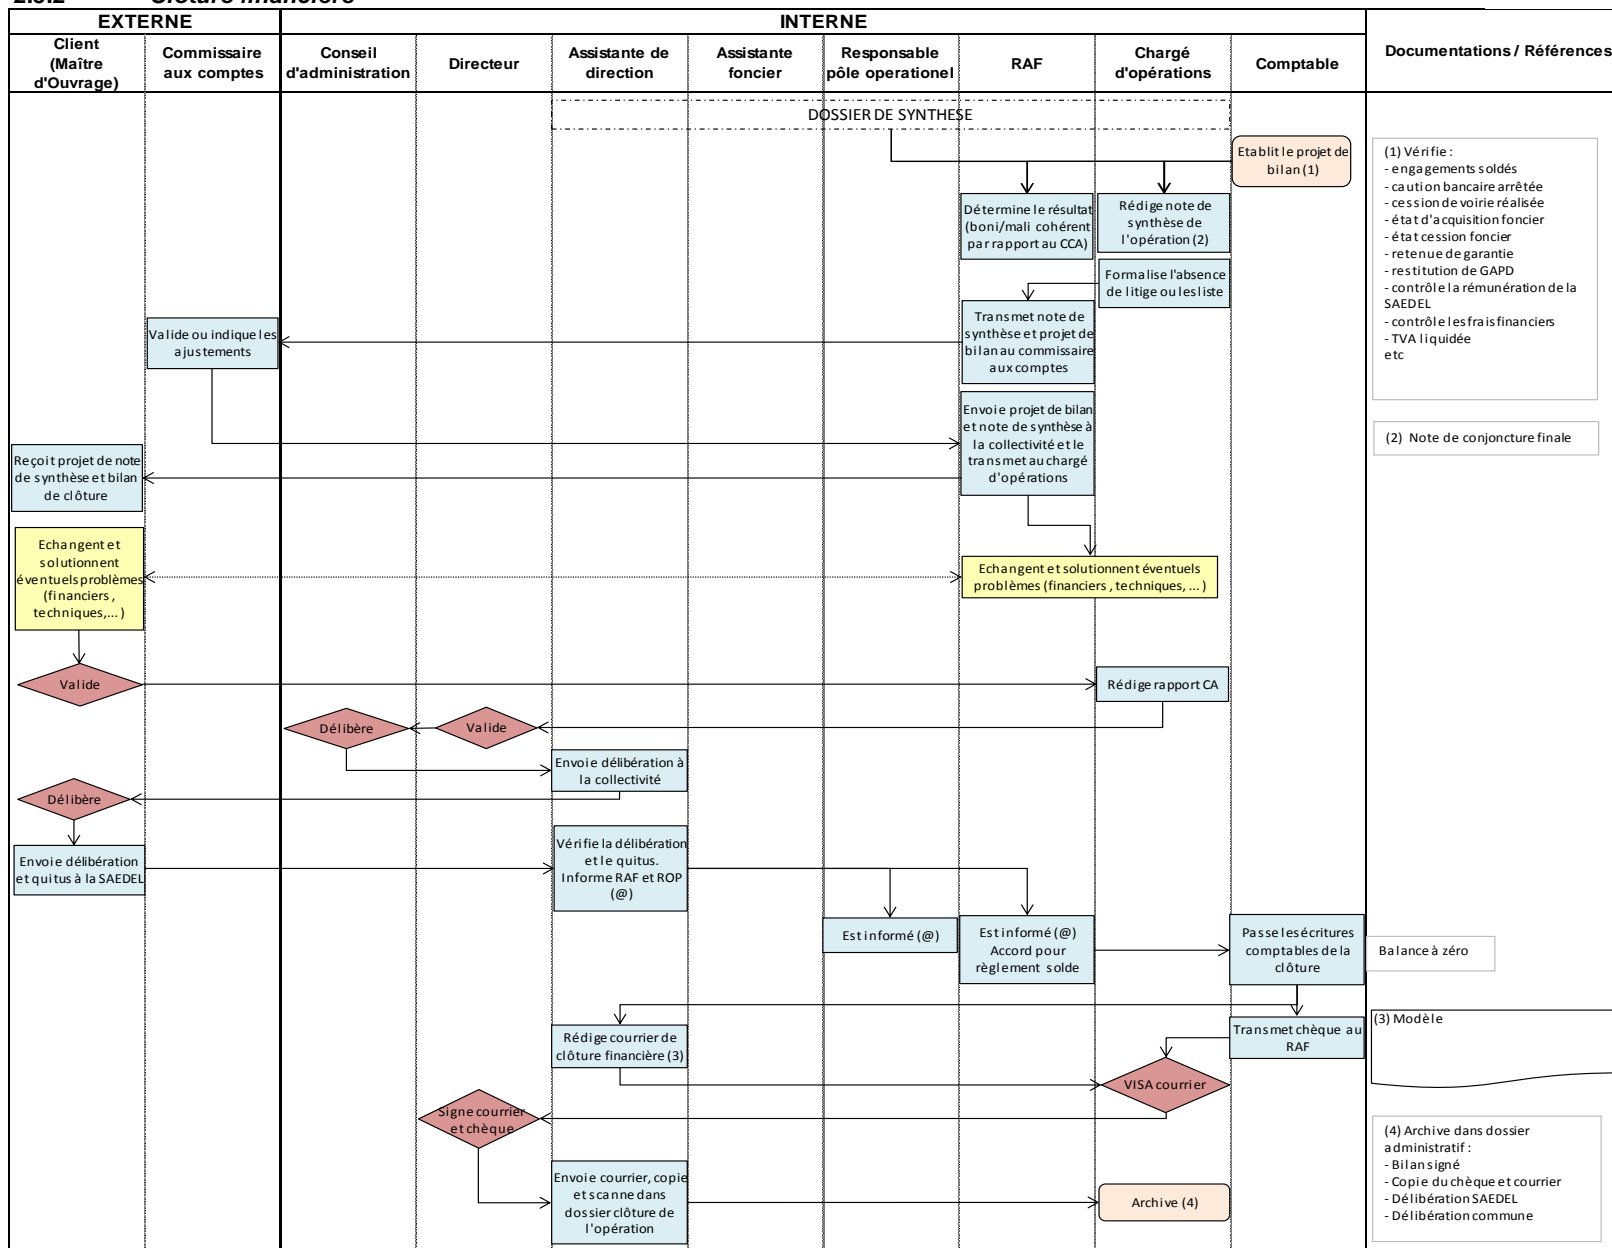 2.3.2 Clôture financière
EXTERNE
INTERNE
Client
(Maître
d'Ouvrage)
Commissaire
aux comptes
Conseil
d'administration
Directeur
Assistante de
direction
Assistante
foncier
Responsable
pôle operationel
RAF
Chargé
d'opérations
Comptable
Documentations / Références
DOSSIER DE SYNTHESE
Etablit le projet de
bilan (1)
(1) Vérifie :
- engagements soldés
- caution bancaire arrêtée
- cession de voirie réalisée
- état d'acquisition foncier
- état cession foncier
- retenue de garantie
- restitution de GAPD
- contrôle la rémunération de la
SAEDEL
- contrôle les frais financiers
- TVA liquidée
etc
Détermine le résultat
(boni/mali cohérent
par rapport au CCA)
Rédige note de
synthèse de
l'opération (2)
Formalise l'absence
de litige ou les liste
Valide ou indique les
ajustements
Transmet note de
synthèse et projet de
bilan au commissaire
aux comptes
Envoie projet de bilan
et note de synthèse à
la collectivité et le
transmet au chargé
d'opérations
(2) Note de conjoncture finale
Reçoit projet de note
de synthèse et bilan
de clôture
Echangent et
solutionnent
éventuels problèmes
(financiers ,
techniques,... )
Echangent et solutionnent éventuels
problèmes (financiers , techniques, ... )
Valide
Rédige rapport CA
Délibère
Valide
Envoie délibération à
la collectivité
Délibère
Envoie délibération
et quitus à la SAEDEL
Vérifie la délibération
et le quitus.
Informe RAF et ROP
(@)
Est informé (@)
Est informé (@)
Accord pour
règlement solde
Passe les écritures
comptables de la
clôture
Balance à zéro
Rédige courrier de
clôture financière (3)
Transmet chèque au
RAF
(3) Modèle
VISA courrier
Signe courrier
et chèque
(4) Archive dans dossier
administratif :
- Bilan signé
- Copie du chèque et courrier
- Délibération SAEDEL
- Délibération commune
Envoie courrier, copie
et scanne dans
dossier clôture de
l'opération
Archive (4)